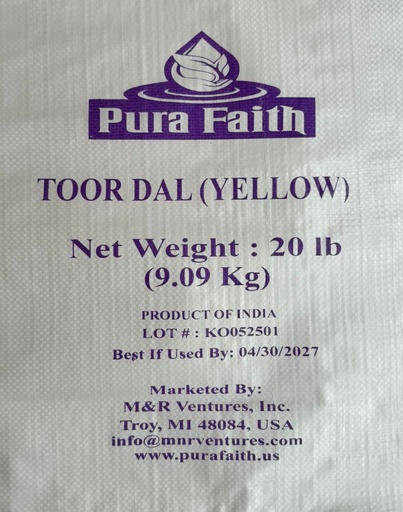 Pura Faith
TOOR DAL (YELLOW)
Net Weight : 20 lb
(9.09 Kg)
PRODUCT OF INDIA
LOT # : KO052501
Best If Used By: 04/30/2027
Marketed By:
M&R Ventures, Inc.
Troy, MI 48084, USA
info@mnrventures.com
www.purafaith.us